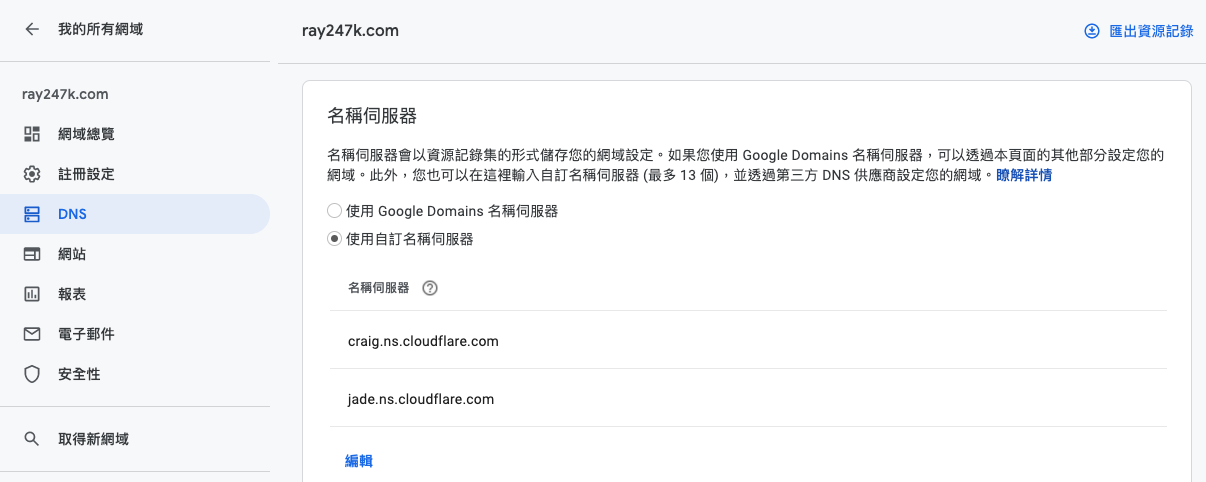 我的所有網域
ray247k.com
網域總覽
註冊設定
DNS
網站
報表
電子郵件
安全性
取得新網域
ray247k.com
匯出資源記錄
名稱伺服器
名稱伺服器會以資源記錄集的形式儲存您的網域設定。如果您使用 Google Domains 名稱伺服器，可以透過本頁面的其他部分設定您的
網域。此外，您也可以在這裡輸入自訂名稱伺服器 (最多 13 個)，並透過第三方 DNS 供應商設定您的網域。瞭解詳情
使用 Google Domains 名稱伺服器
使用自訂名稱伺服器
名稱伺服器
craig.ns.cloudflare.com
jade.ns.cloudflare.com
編輯